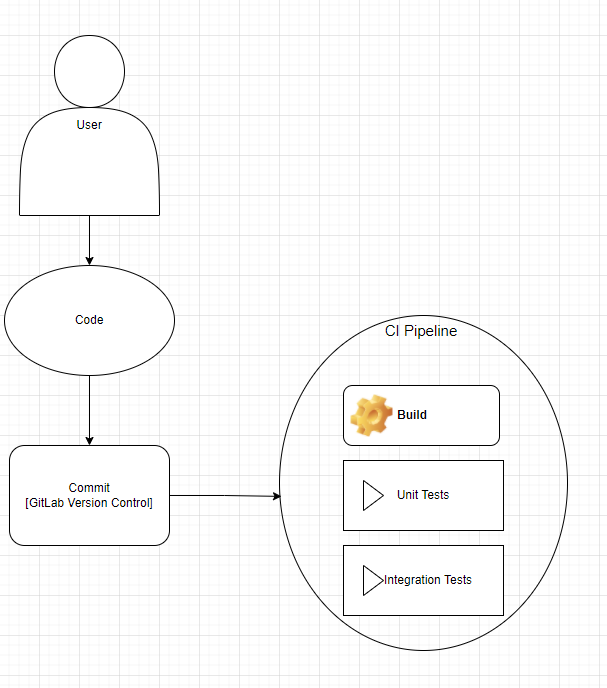 User
Code
Commit
[GitLab Version Control]
CI Pipeline
Build
Unit Tests
Integration Tests